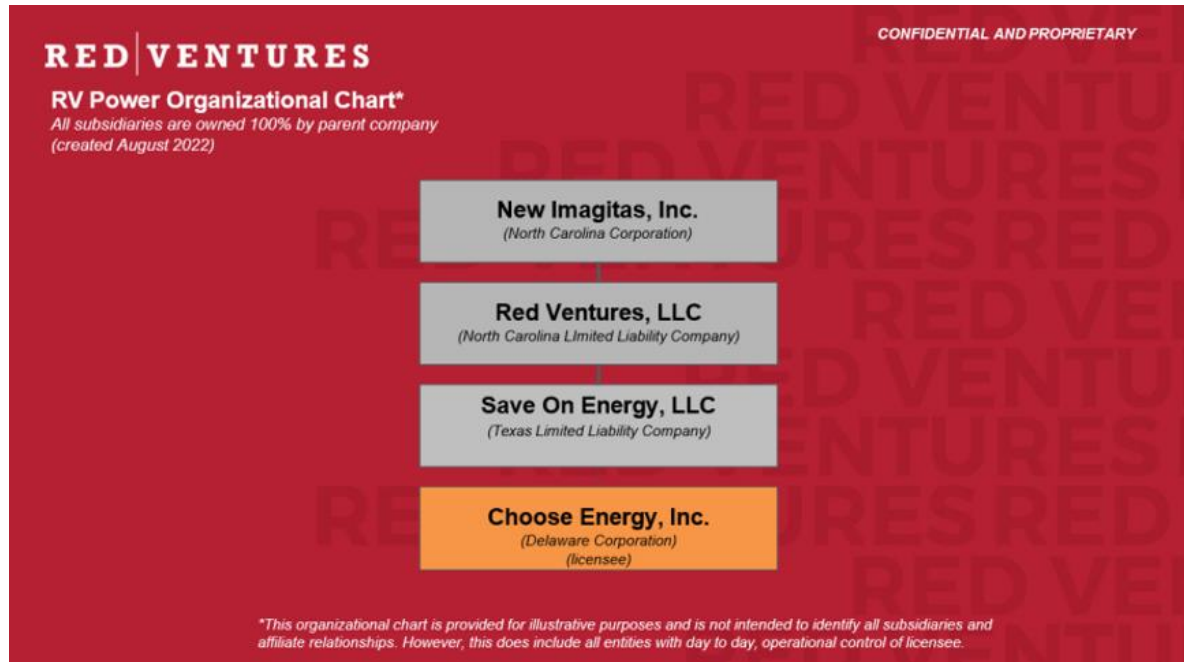 CONFIDENTIAL AND PROPRIETARY
RED VENTURES
RV Power Organizational Chart*
All subsidiaries are owned 100% by parent company
(created August 2022)
New Imagitas, Inc.
(North Carolina Corporation)
Red Ventures, LLC
(North Carolina LImited Liability Company)
Save On Energy, LLC
(Texas Limited Liability Company)
Choose Energy, Inc.
(Delaware Corporation)
(licensee)
*This organizational chart is provided for illustrative purposes and is not intended to identify all subsidiaries and
affiliate relationships. However, this does include all entities with day to day, operational control of licensee.